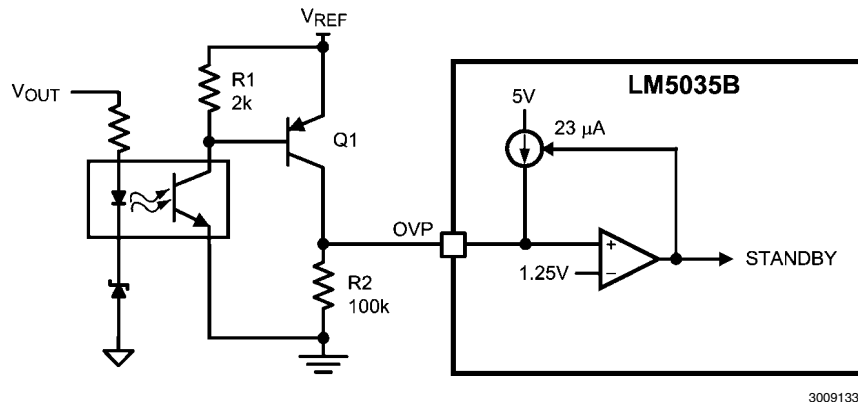 VREF
R1
2k
VOUT
Q1
LM5035B
5V
23 μA
OVP
+
1.25V
−
STANDBY
R2
100k
3009133